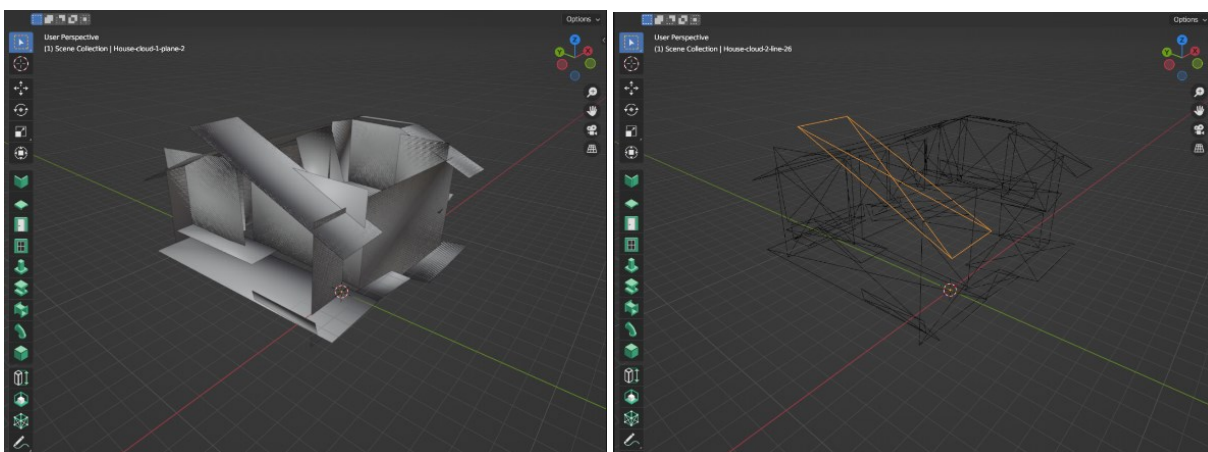 Options
User Perspective
(1) Scene Collection | House-cloud-1-plane-2
Z
Y
X
Options
User Perspective
(1) Scene Collection | House-cloud-2-line-26
Z
Y
X